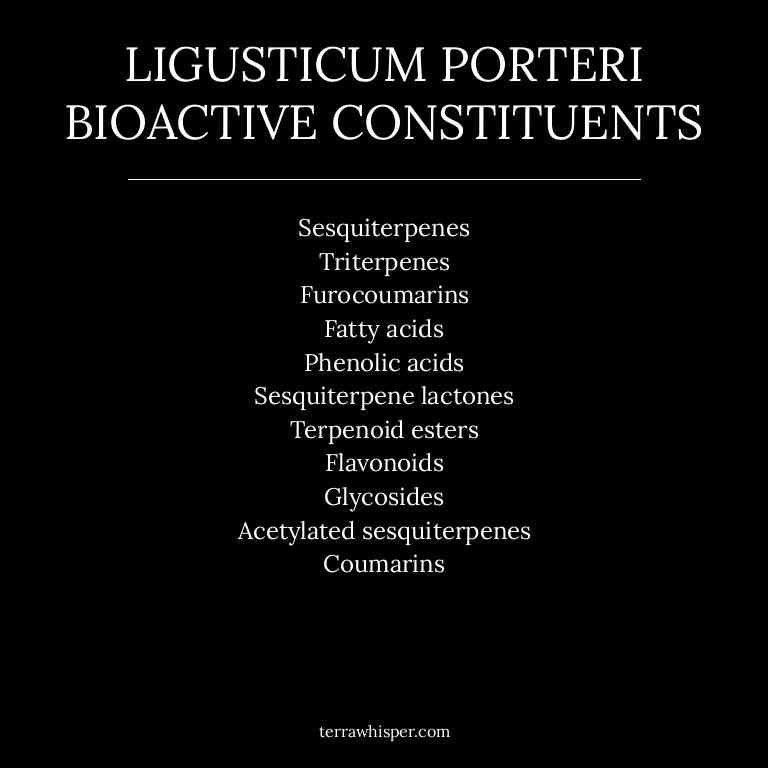 LIGUSTICUM PORTERI
BIOACTIVE CONSTITUENTS
Sesquiterpenes
Triterpenes
Furocoumarins
Fatty acids
Phenolic acids
Sesquiterpene lactones
Terpenoid esters
Flavonoids
Glycosides
Acetylated sesquiterpenes
Coumarins
terrawhisper.com